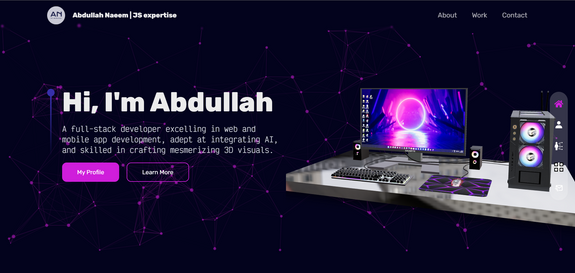 AN
Abdullah Naeem | JS expertise
About Work Contact
Hi, I'm Abdullah
A full-stack developer excelling in web and
mobile app development, adept at integrating AI,
and skilled in crafting mesmerizing 3D visuals.
My Profile Learn More